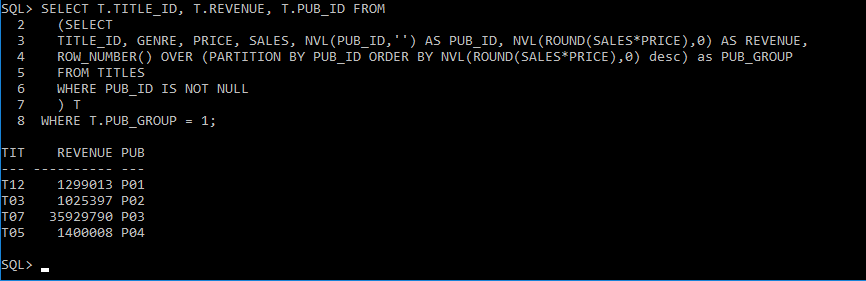 SQL> SELECT T.TITLE_ID, T.REVENUE, T.PUB_ID FROM
  2    (SELECT
  3    TITLE_ID, GENRE, PRICE, SALES, NVL(PUB_ID,'') AS PUB_ID, NVL(ROUND(SALES*PRICE),0) AS REVENUE,
  4    ROW_NUMBER() OVER (PARTITION BY PUB_ID ORDER BY NVL(ROUND(SALES*PRICE),0) desc) as PUB_GROUP
  5    FROM TITLES
  6    WHERE PUB_ID IS NOT NULL
  7    ) T
  8  WHERE T.PUB_GROUP = 1;
TIT    REVENUE PUB
--- ---------- ---
T12    1299013 P01
T03    1025397 P02
T07   35929790 P03
T05    1400008 P04
SQL>